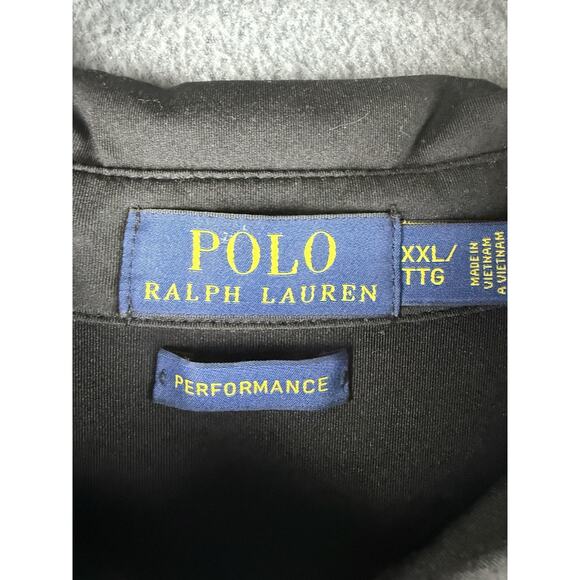 POLO
RALPH LAUREN
XXL/
TTG
MADE IN
VIETNAM
A VIETNAM
PERFORMANCE